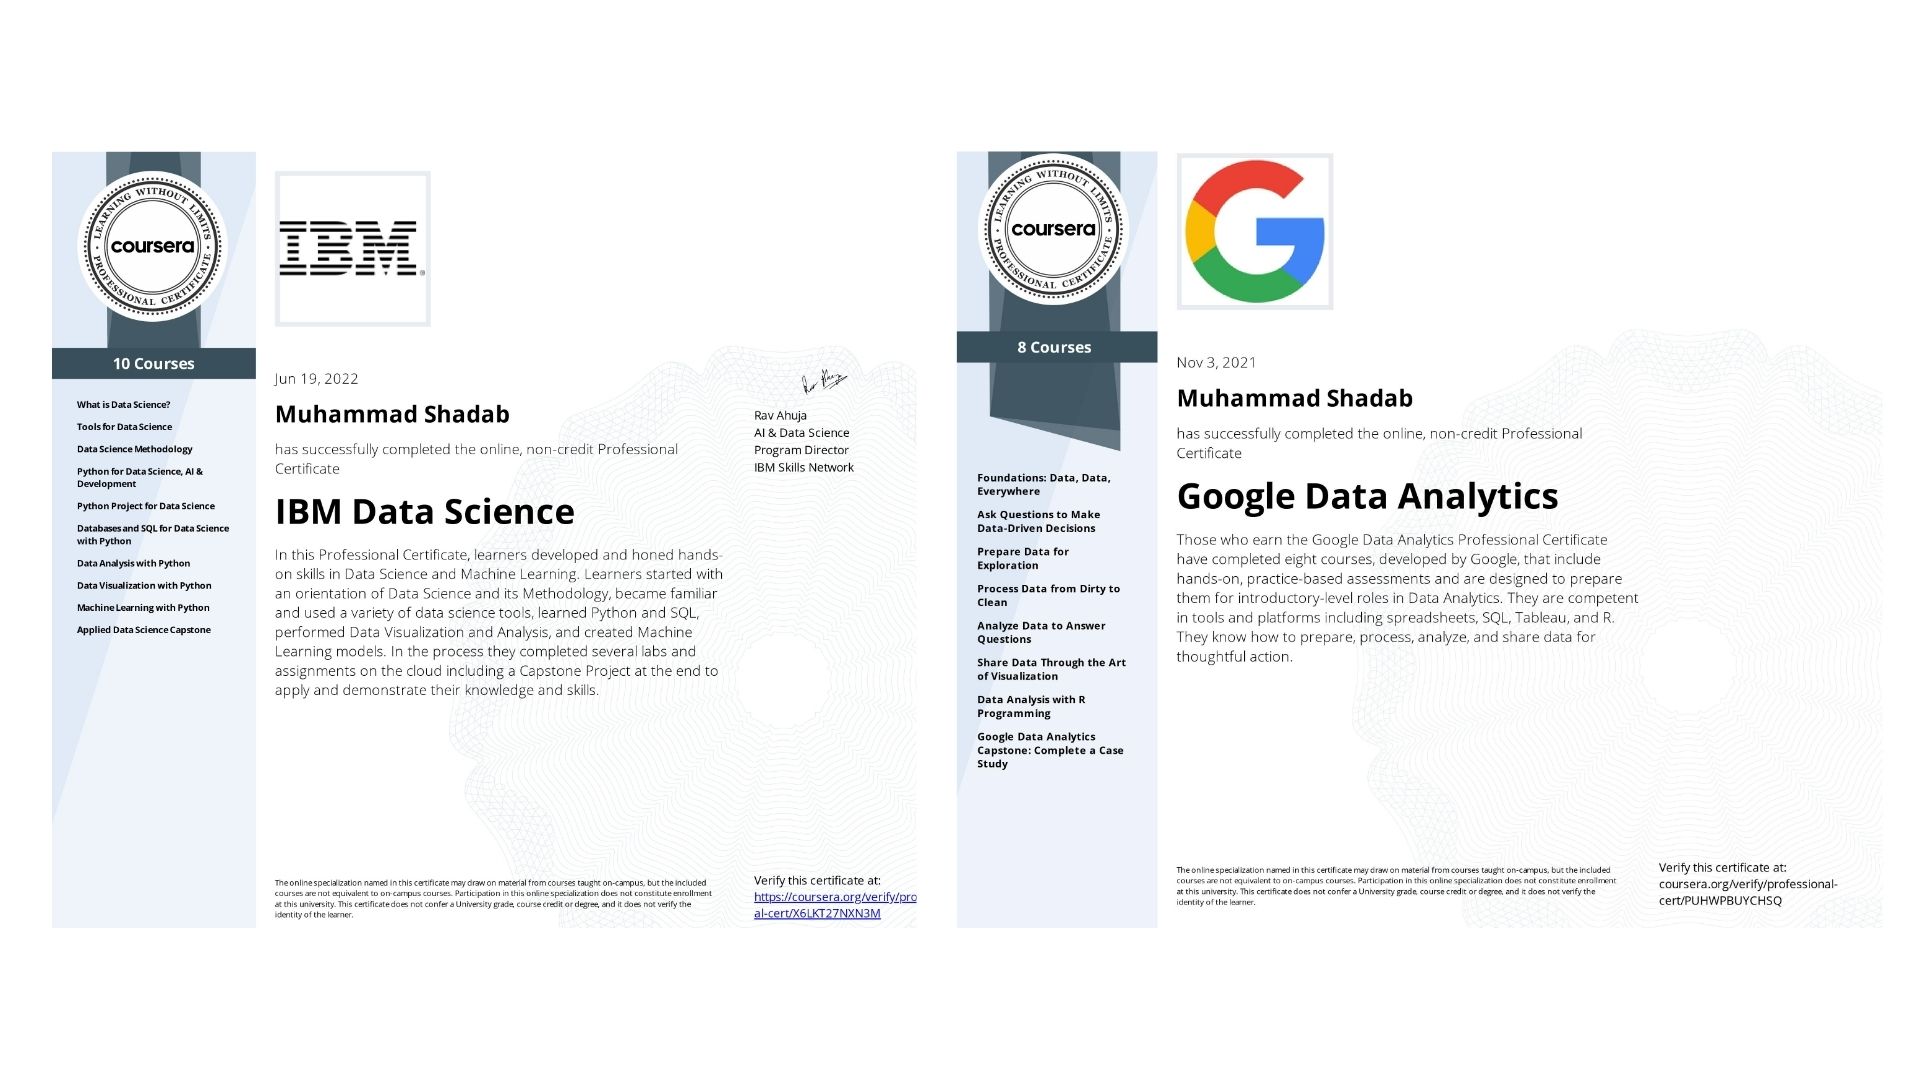 LEARNING WITHOUT LIMITS
coursera
PROFESSIONAL CERTIFICATE
10 Courses
What is Data Science?
Tools for Data Science
Data Science Methodology
Python for Data Science, AI &
Development
Python Project for Data Science
Databases and SQL for Data Science
with Python
Data Analysis with Python
Data Visualization with Python
Machine Learning with Python
Applied Data Science Capstone
IBM®
Jun 19, 2022
Muhammad Shadab
has successfully completed the online, non-credit Professional
Certificate
IBM Data Science
In this Professional Certificate, learners developed and honed hands-
on skills in Data Science and Machine Learning. Learners started with
an orientation of Data Science and its Methodology, became familiar
and used a variety of data science tools, learned Python and SQL,
performed Data Visualization and Analysis, and created Machine
Learning models. In the process they completed several labs and
assignments on the cloud including a Capstone Project at the end to
apply and demonstrate their knowledge and skills.
Rav Ahuja
AI & Data Science
Program Director
IBM Skills Network
The online specialization named in this certificate may draw on material from courses taught on-campus, but the included
courses are not equivalent to on-campus courses. Participation in this online specialization does not constitute enrollment
at this university. This certificate does not confer a University grade, course credit or degree, and it does not verify the
identity of the learner.
Verify this certificate at:
https://coursera.org/verify/pro
al-cert/X6LKT27NXN3M
LEARNING WITHOUT LIMITS
coursera
PROFESSIONAL CERTIFICATE
8 Courses
Foundations: Data, Data,
Everywhere
Ask Questions to Make
Data-Driven Decisions
Prepare Data for
Exploration
Process Data from Dirty to
Clean
Analyze Data to Answer
Questions
Share Data Through the Art
of Visualization
Data Analysis with R
Programming
Google Data Analytics
Capstone: Complete a Case
Study
G
Nov 3, 2021
Muhammad Shadab
has successfully completed the online, non-credit Professional
Certificate
Google Data Analytics
Those who earn the Google Data Analytics Professional Certificate
have completed eight courses, developed by Google, that include
hands-on, practice-based assessments and are designed to prepare
them for introductory-level roles in Data Analytics. They are competent
in tools and platforms including spreadsheets, SQL, Tableau, and R.
They know how to prepare, process, analyze, and share data for
thoughtful action.
The online specialization named in this certificate may draw on material from courses taught on-campus, but the included
courses are not equivalent to on-campus courses. Participation in this online specialization does not constitute enrollment
at this university. This certificate does not confer a University grade, course credit or degree, and it does not verify the
identity of the learner.
Verify this certificate at:
coursera.org/verify/professional-
cert/PUHWPBUYCHSQ